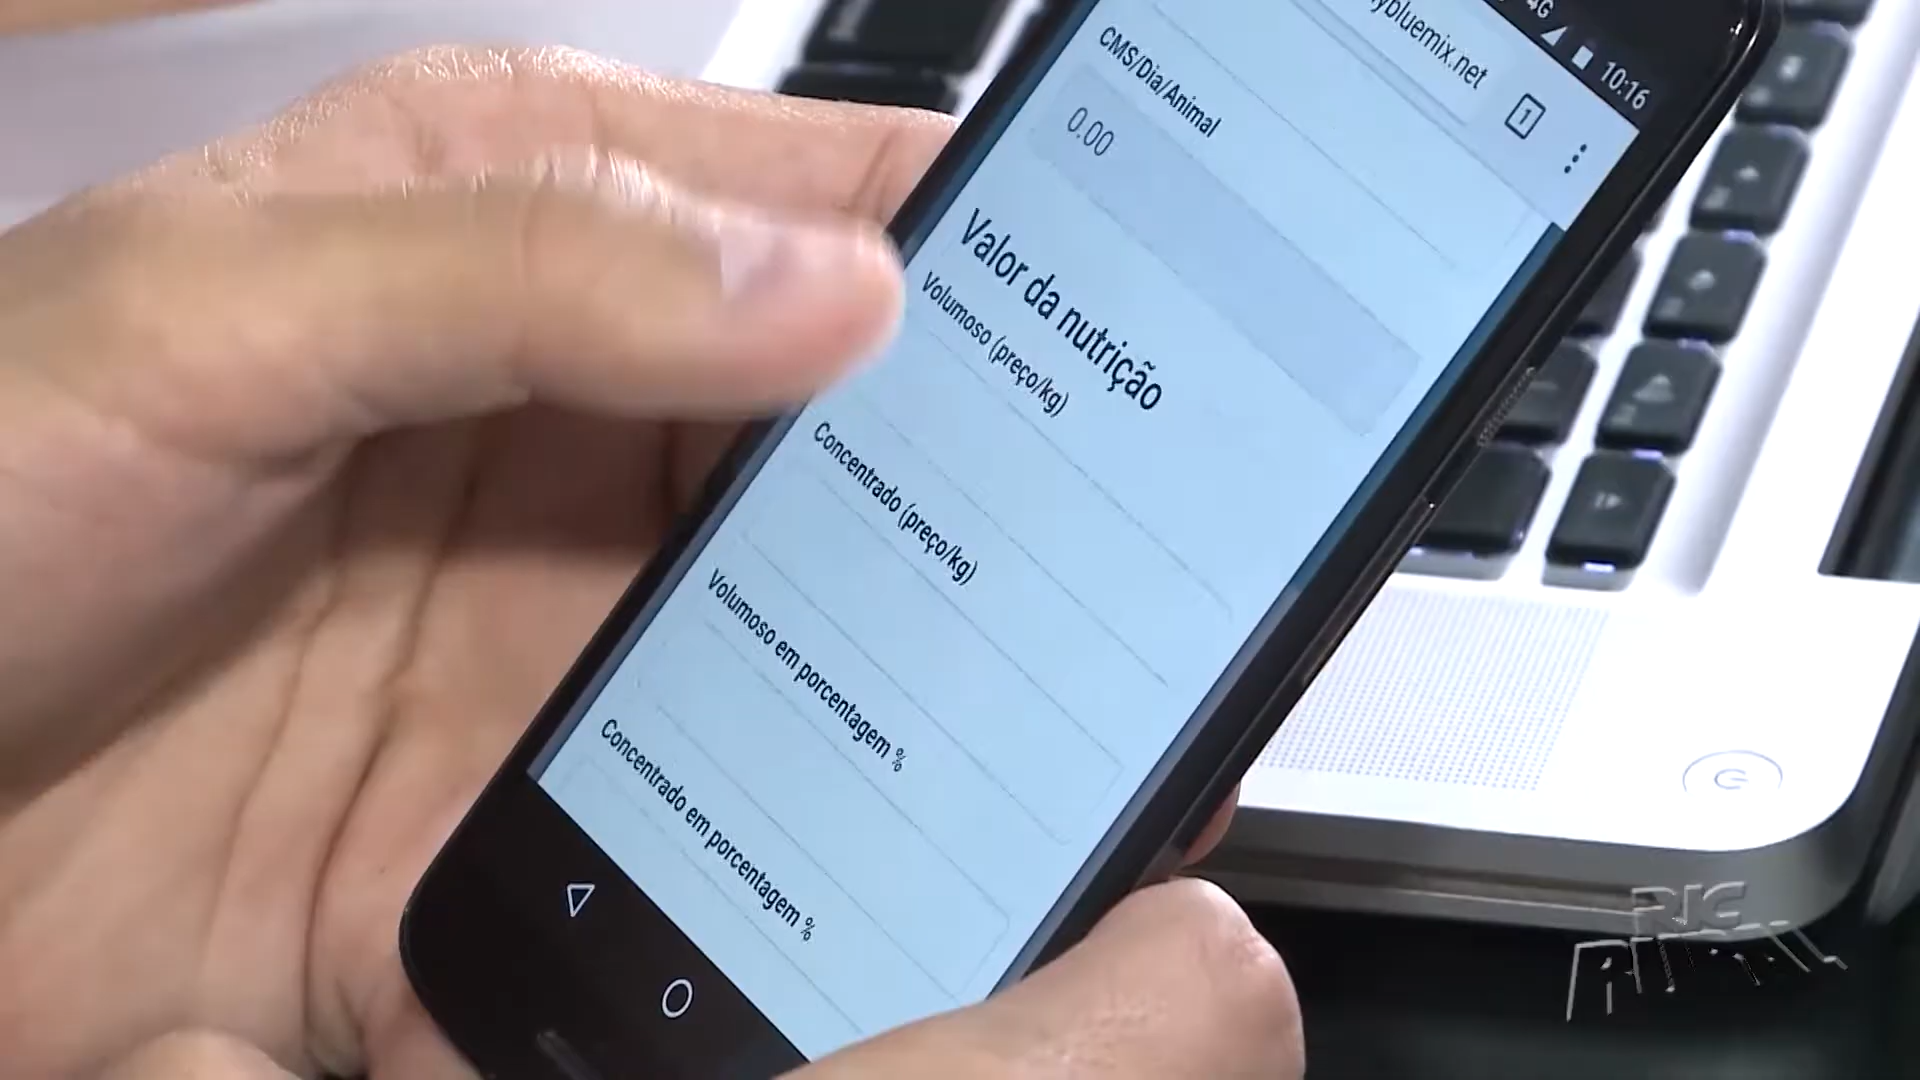 4G 10:16
ybluemix.net
1
CMS/Dia/Animal
0.00
Valor da nutrição
Volumoso (preço/kg)
Concentrado (preço/kg)
Volumoso em porcentagem %
Concentrado em porcentagem %
RIC
RURAL